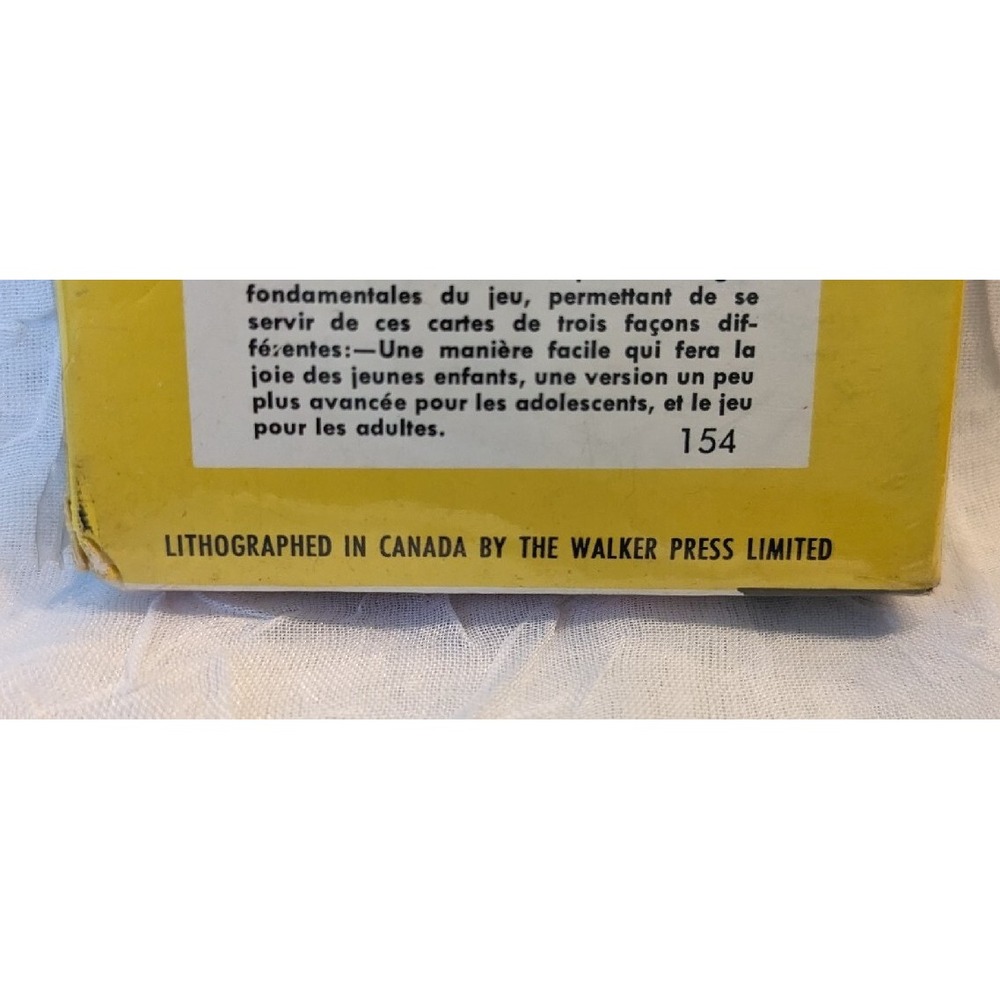 fondamentales du jeu, permettant de se
servir de ces cartes de trois façons dif-
férentes:—Une manière facile qui fera la
joie des jeunes enfants, une version un peu
plus avancée pour les adolescents, et le jeu
pour les adultes.
154
LITHOGRAPHED IN CANADA BY THE WALKER PRESS LIMITED